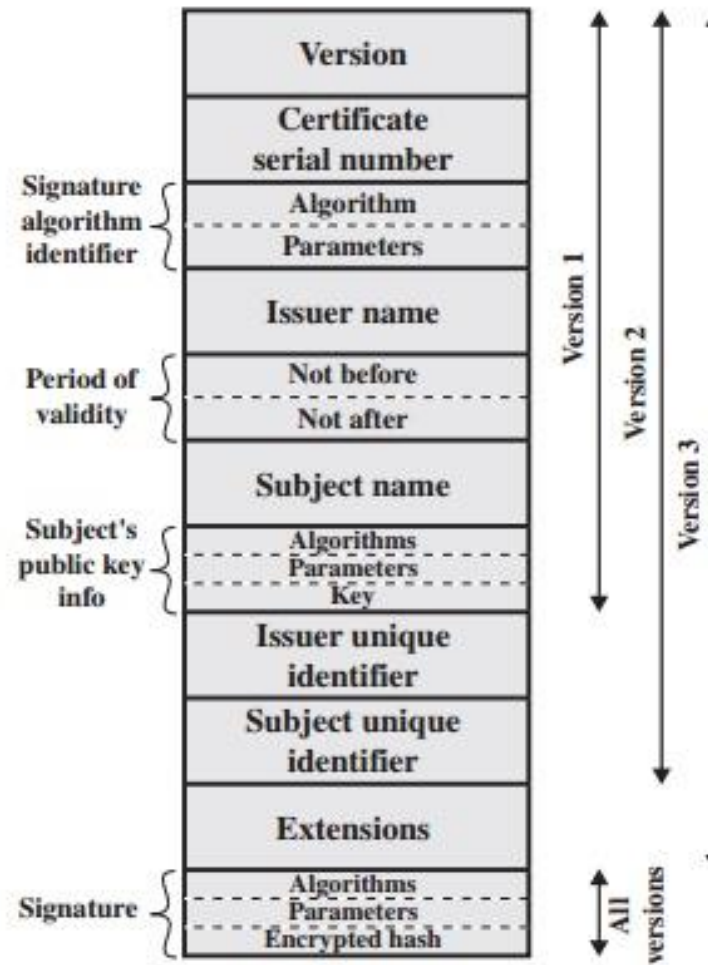 Version
Certificate
serial number
Signature
algorithm
identifier
Algorithm
Parameters
Issuer name
Period of
validity
Not before
Not after
Subject name
Subject's
public key
info
Algorithms
Parameters
Key
Issuer unique
identifier
Subject unique
identifier
Extensions
Signature
Algorithms
Parameters
Encrypted hash
Version 1
Version 2
Version 3
All
versions